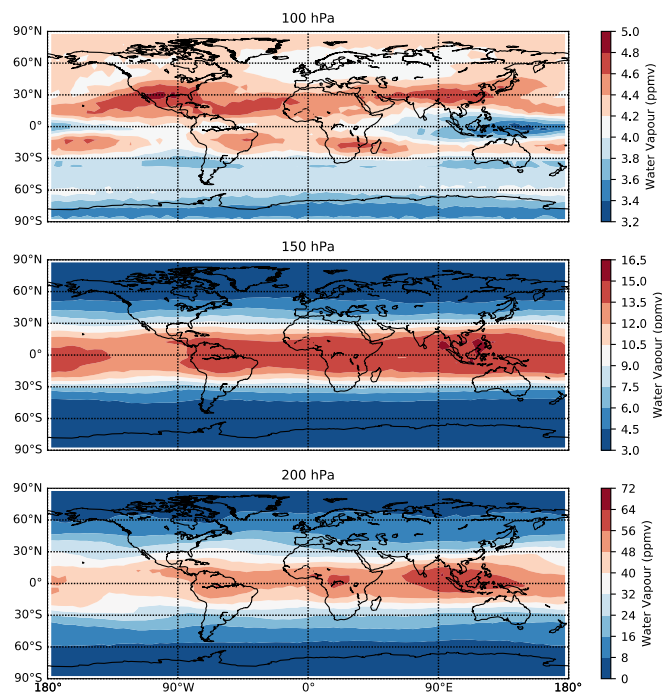 100 hPa
90°N
60°N
30°N
0°
30°S
60°S
90°S
5.0
4.8
4.6
4.4
4.2
4.0
3.8
3.6
3.4
3.2
Water Vapour (ppmv)
150 hPa
90°N
60°N
30°N
0°
30°S
60°S
90°S
16.5
15.0
13.5
12.0
10.5
9.0
7.5
6.0
4.5
3.0
Water Vapour (ppmv)
200 hPa
90°N
60°N
30°N
0°
30°S
60°S
90°S
180°
90°W
0°
90°E
180°
72
64
56
48
40
32
24
16
8
0
Water Vapour (ppmv)